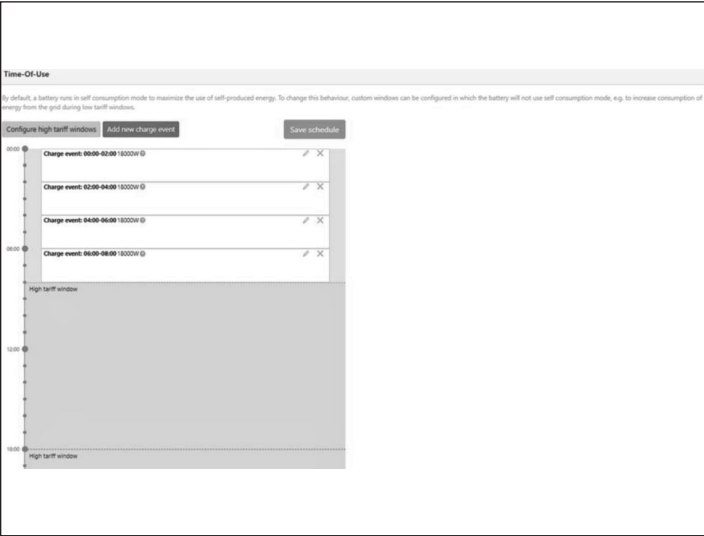 Time-Of-Use
By default, a battery runs in self consumption mode to maximize the use of self-produced energy. To change this behaviour, custom windows can be configured in which the battery will not use self consumption mode, e.g. to increase consumption of
energy from the grid during low tariff windows.
Configure high tariff windows Add new charge event Save schedule
00:00 Charge event: 00:00-02:00 18000W
Charge event: 02:00-04:00 18000W
Charge event: 04:00-06:00 18000W
06:00 Charge event: 06:00-08:00 18000W
High tariff window
12:00
18:00
High tariff window